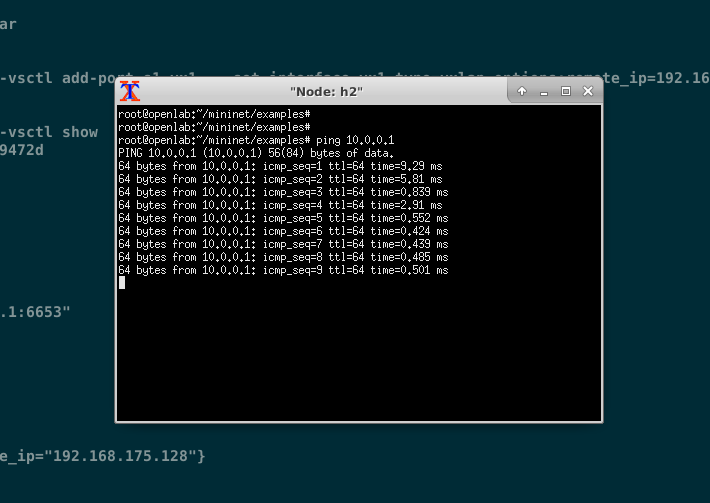 ar
-vsctl add-port s1 vx1 -- set interface vx1 type=vxlan options:remote_ip=192.16
"Node: h2"
root@openlab:~/mininet/examples#
-vsctl show
root@openlab:~/mininet/examples#
root@openlab:~/mininet/examples# ping 10.0.0.1
9472d
PING 10.0.0.1 (10.0.0.1) 56(84) bytes of data.
64 bytes from 10.0.0.1: icmp_seq=1 ttl=64 time=9.29 ms
64 bytes from 10.0.0.1: icmp_seq=2 ttl=64 time=5.81 ms
64 bytes from 10.0.0.1: icmp_seq=3 ttl=64 time=0.839 ms
64 bytes from 10.0.0.1: icmp_seq=4 ttl=64 time=2.91 ms
64 bytes from 10.0.0.1: icmp_seq=5 ttl=64 time=0.552 ms
64 bytes from 10.0.0.1: icmp_seq=6 ttl=64 time=0.424 ms
64 bytes from 10.0.0.1: icmp_seq=7 ttl=64 time=0.439 ms
64 bytes from 10.0.0.1: icmp_seq=8 ttl=64 time=0.485 ms
64 bytes from 10.0.0.1: icmp_seq=9 ttl=64 time=0.501 ms
.1:6653"
e_ip="192.168.175.128"}